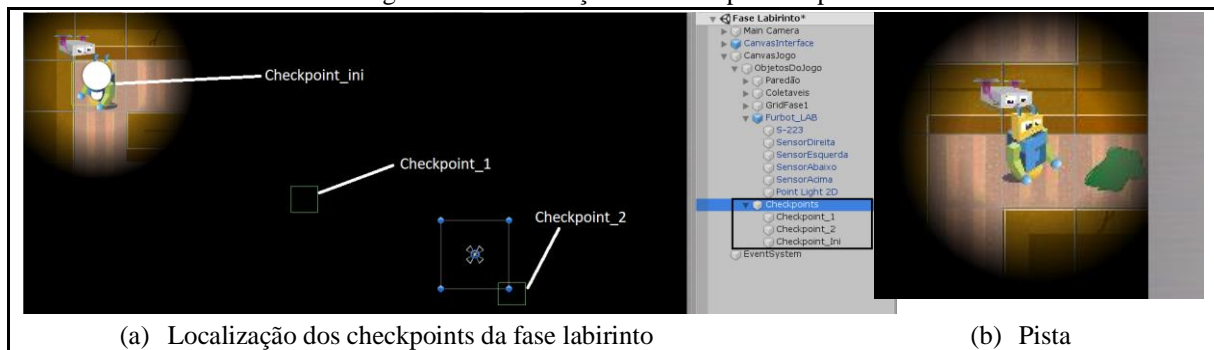 Checkpoint_ini
Checkpoint_1
Checkpoint_2
Fase Labirinto*
Main Camera
CanvasInterface
CanvasJogo
ObjetosDoJogo
Paredão
Coletaveis
GridFase1
Furbot_LAB
S-223
SensorDireita
SensorEsquerda
SensorAbaixo
SensorAcima
Point Light 2D
Checkpoints
Checkpoint_1
Checkpoint_2
Checkpoint_Ini
EventSystem
(a) Localização dos checkpoints da fase labirinto
(b) Pista